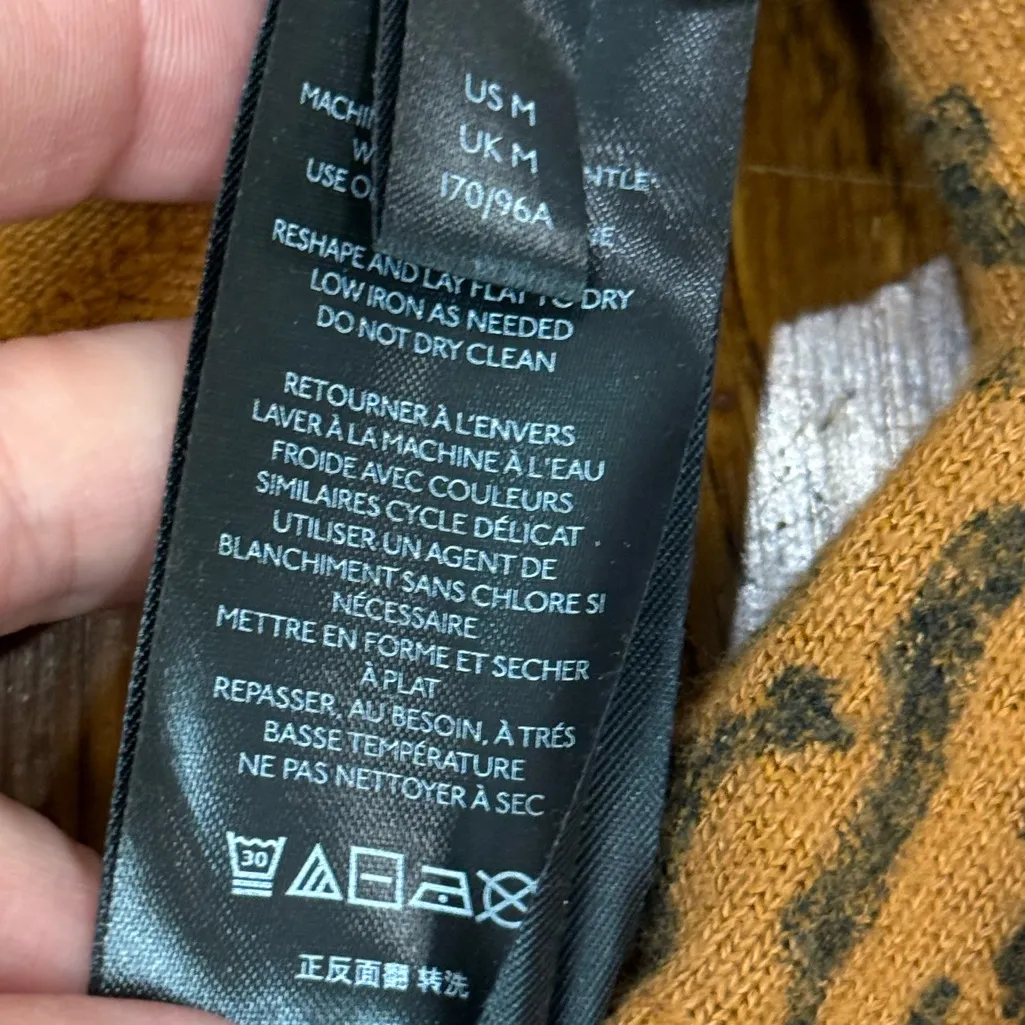 US M
UK M
170/96A
RESHAPE AND LAY FLAT TO DRY
LOW IRON AS NEEDED
DO NOT DRY CLEAN
RETOURNER À L'ENVERS
LAVER À LA MACHINE À L'EAU
FROIDE AVEC COULEURS
SIMILAIRES CYCLE DÉLICAT
UTILISER UN AGENT DE
BLANCHIMENT SANS CHLORE SI
NÉCESSAIRE
METTRE EN FORME ET SECHER
À PLAT
REPASSER, AU BESOIN, À TRÉS
BASSE TEMPÉRATURE
NE PAS NETTOYER À SEC
30
正反面翻 转洗